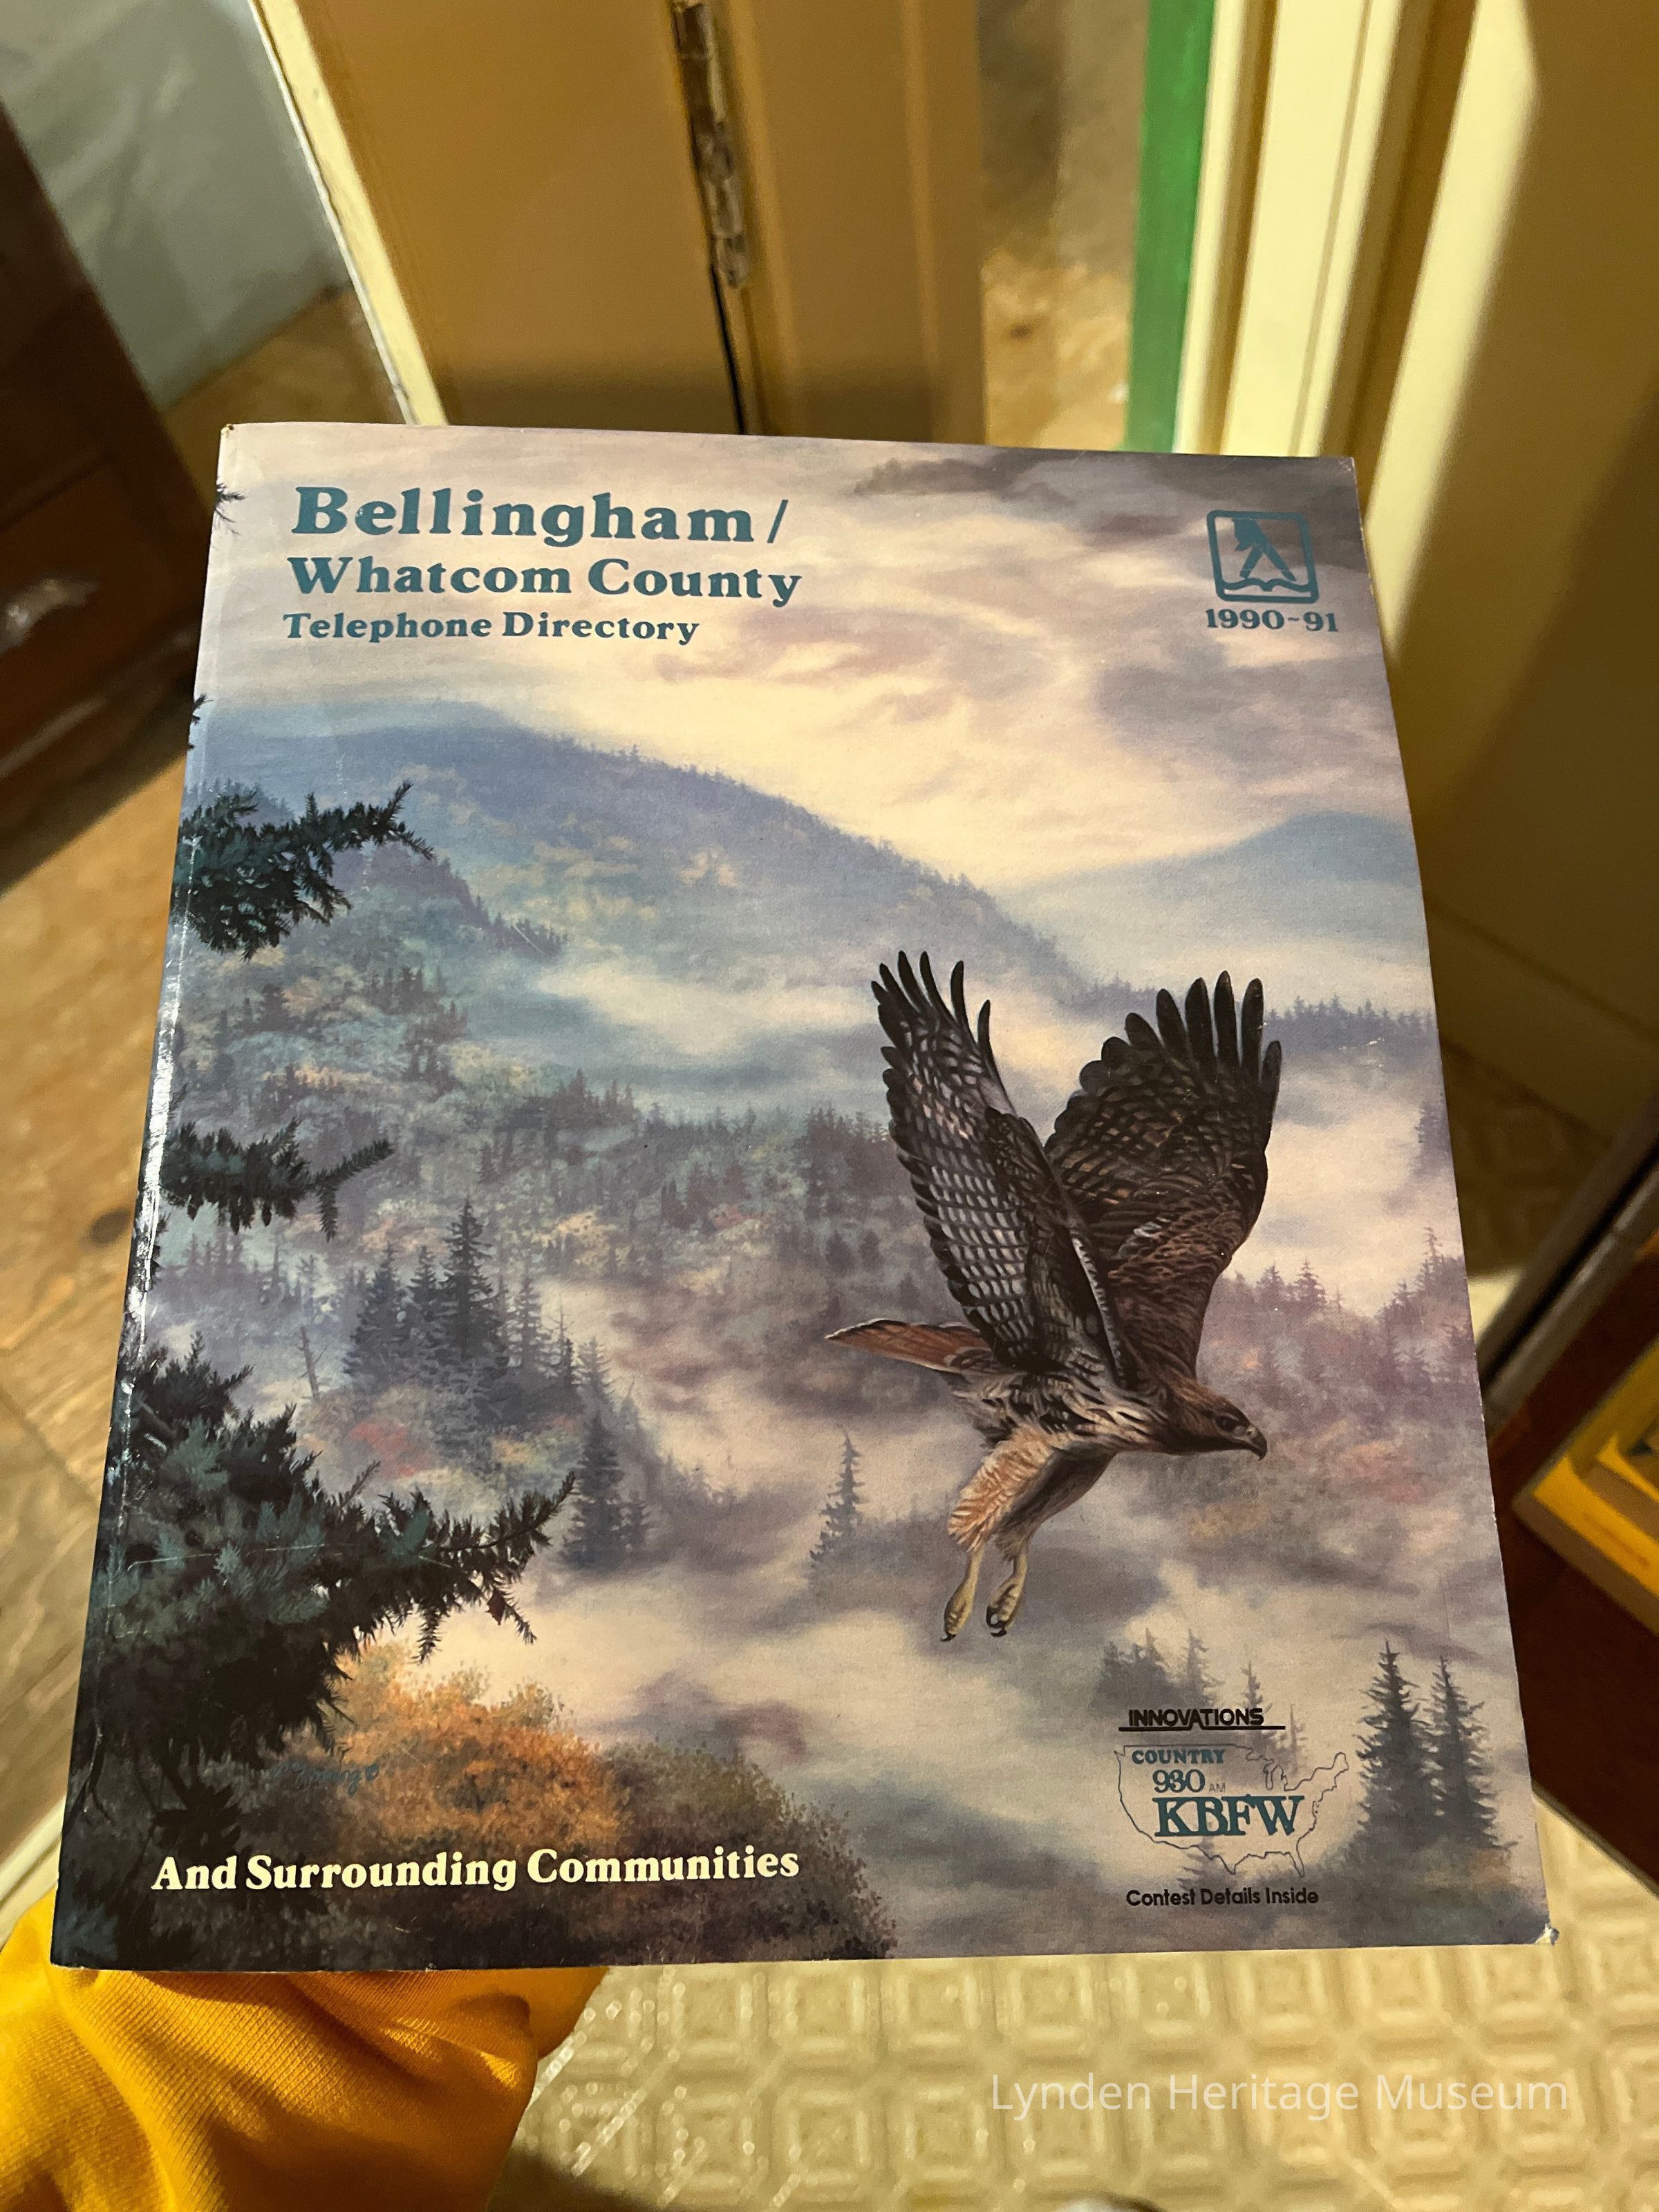 Bellingham/
Whatcom County
Telephone Directory
1990-91
INNOVATIONS
COUNTRY
930 AM
KBFW
Contest Details Inside
And Surrounding Communities
Lynden Heritage Museum